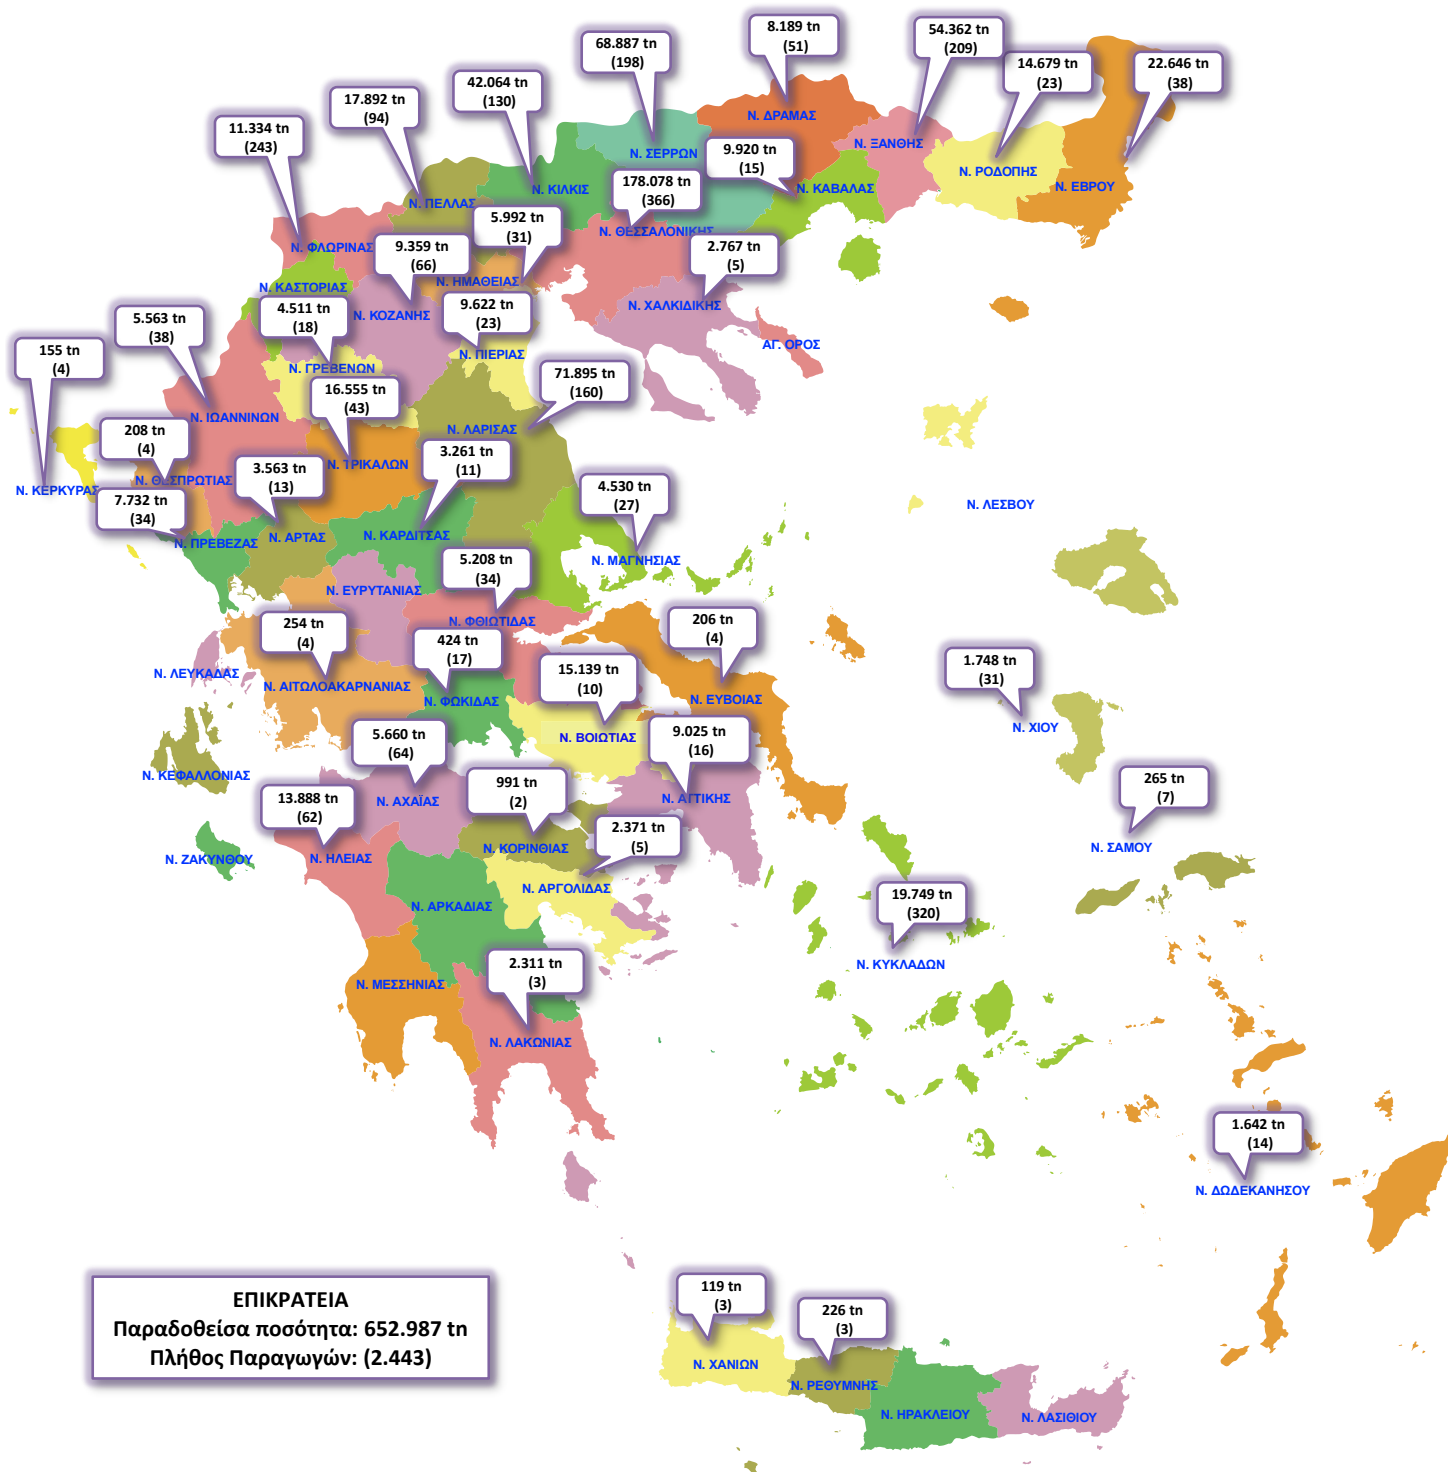 8.189 tn
(51)
54.362 tn
(209)
68.887 tn
(198)
14.679 tn
(23)
22.646 tn
(38)
42.064 tn
(130)
17.892 tn
(94)
11.334 tn
(243)
Ν. ΔΡΑΜΑΣ
Ν. ΞΑΝΘΗΣ
Ν. ΣΕΡΡΩΝ
9.920 tn
(15)
Ν. ΡΟΔΟΠΗΣ
Ν. ΕΒΡΟΥ
Ν. ΚΑΒΑΛΑΣ
Ν. ΚΙΛΚΙΣ
178.078 tn
(366)
Ν. ΠΕΛΛΑΣ
5.992 tn
(31)
Ν. ΘΕΣΣΑΛΟΝΙΚΗΣ
Ν. ΦΛΩΡΙΝΑΣ
9.359 tn
(66)
2.767 tn
(5)
Ν. ΗΜΑΘΕΙΑΣ
Ν. ΚΑΣΤΟΡΙΑΣ
4.511 tn
(18)
Ν. ΚΟΖΑΝΗΣ
9.622 tn
(23)
Ν. ΧΑΛΚΙΔΙΚΗΣ
5.563 tn
(38)
ΑΓ. ΟΡΟΣ
155 tn
(4)
Ν. ΠΙΕΡΙΑΣ
Ν. ΓΡΕΒΕΝΩΝ
71.895 tn
(160)
16.555 tn
(43)
Ν. ΙΩΑΝΝΙΝΩΝ
208 tn
(4)
Ν. ΛΑΡΙΣΑΣ
3.261 tn
(11)
Ν. ΤΡΙΚΑΛΩΝ
3.563 tn
(13)
Ν. ΘΕΣΠΡΩΤΙΑΣ
Ν. ΚΕΡΚΥΡΑΣ
7.732 tn
(34)
4.530 tn
(27)
Ν. ΛΕΣΒΟΥ
Ν. ΠΡΕΒΕΖΑΣ
Ν. ΑΡΤΑΣ
Ν. ΚΑΡΔΙΤΣΑΣ
Ν. ΜΑΓΝΗΣΙΑΣ
5.208 tn
(34)
Ν. ΕΥΡΥΤΑΝΙΑΣ
Ν. ΦΘΙΩΤΙΔΑΣ
254 tn
(4)
424 tn
(17)
206 tn
(4)
Ν. ΛΕΥΚΑΔΑΣ
Ν. ΑΙΤΩΛΟΑΚΑΡΝΑΝΙΑΣ
15.139 tn
(10)
1.748 tn
(31)
Ν. ΦΩΚΙΔΑΣ
Ν. ΕΥΒΟΙΑΣ
Ν. ΧΙΟΥ
5.660 tn
(64)
Ν. ΒΟΙΩΤΙΑΣ
9.025 tn
(16)
Ν. ΚΕΦΑΛΛΟΝΙΑΣ
13.888 tn
(62)
Ν. ΑΧΑΪΑΣ
991 tn
(2)
Ν. ΑΤΤΙΚΗΣ
265 tn
(7)
2.371 tn
(5)
Ν. ΖΑΚΥΝΘΟΥ
Ν. ΗΛΕΙΑΣ
Ν. ΚΟΡΙΝΘΙΑΣ
Ν. ΣΑΜΟΥ
Ν. ΑΡΓΟΛΙΔΑΣ
Ν. ΑΡΚΑΔΙΑΣ
19.749 tn
(320)
Ν. ΚΥΚΛΑΔΩΝ
2.311 tn
(3)
Ν. ΜΕΣΣΗΝΙΑΣ
Ν. ΛΑΚΩΝΙΑΣ
1.642 tn
(14)
Ν. ΔΩΔΕΚΑΝΗΣΟΥ
ΕΠΙΚΡΑΤΕΙΑ
Παραδοθείσα ποσότητα: 652.987 tn
Πλήθος Παραγωγών: (2.443)
119 tn
(3)
226 tn
(3)
Ν. ΧΑΝΙΩΝ
Ν. ΡΕΘΥΜΝΗΣ
Ν. ΗΡΑΚΛΕΙΟΥ
Ν. ΛΑΣΙΘΙΟΥ